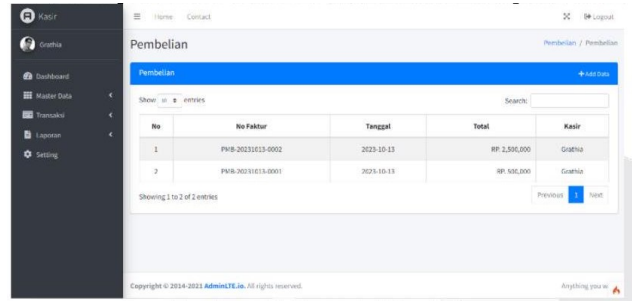 Kasir
Home Contact
Logout
Grathia
Pembelian
Pembelian / Pembelian
Dashboard
Master Data
Transaksi
Laporan
Setting
Pembelian
+ Add Data
Show 10 entries
Search:
No No Faktur Tanggal Total Kasir
1 PMB-20231013-0002 2023-10-13 RP. 2,500,000 Grathia
2 PMB-20231013-0001 2023-10-13 RP. 500,000 Grathia
Showing 1 to 2 of 2 entries
Previous 1 Next
Copyright © 2014-2021 AdminLTE.io. All rights reserved.
Anything you w